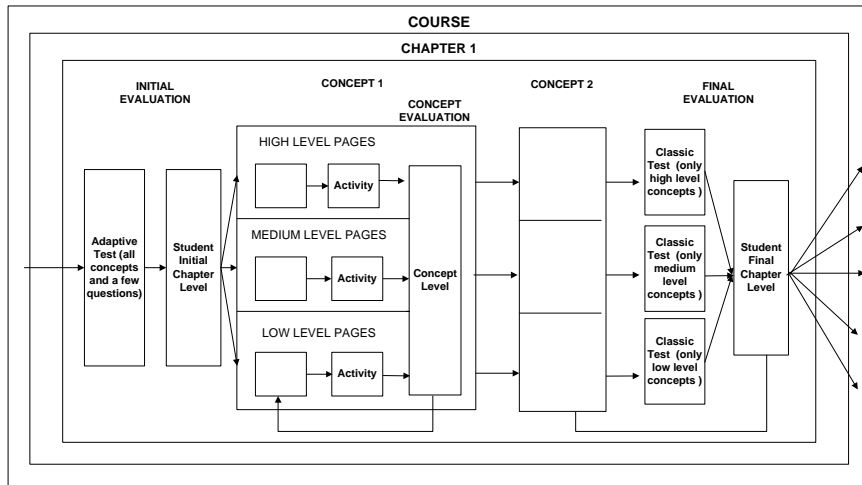 COURSE
CHAPTER 1
INITIAL
EVALUATION
CONCEPT 1
CONCEPT
EVALUATION
CONCEPT 2
FINAL
EVALUATION
Adaptive
Test (all
concepts
and a few
questions)
Student
Initial
Chapter
Level
HIGH LEVEL PAGES
Activity
MEDIUM LEVEL PAGES
Activity
LOW LEVEL PAGES
Activity
Concept
Level
Classic
Test (only
high level
concepts )
Classic
Test (only
medium
level
concepts )
Classic
Test (only
low level
concepts )
Student
Final
Chapter
Level